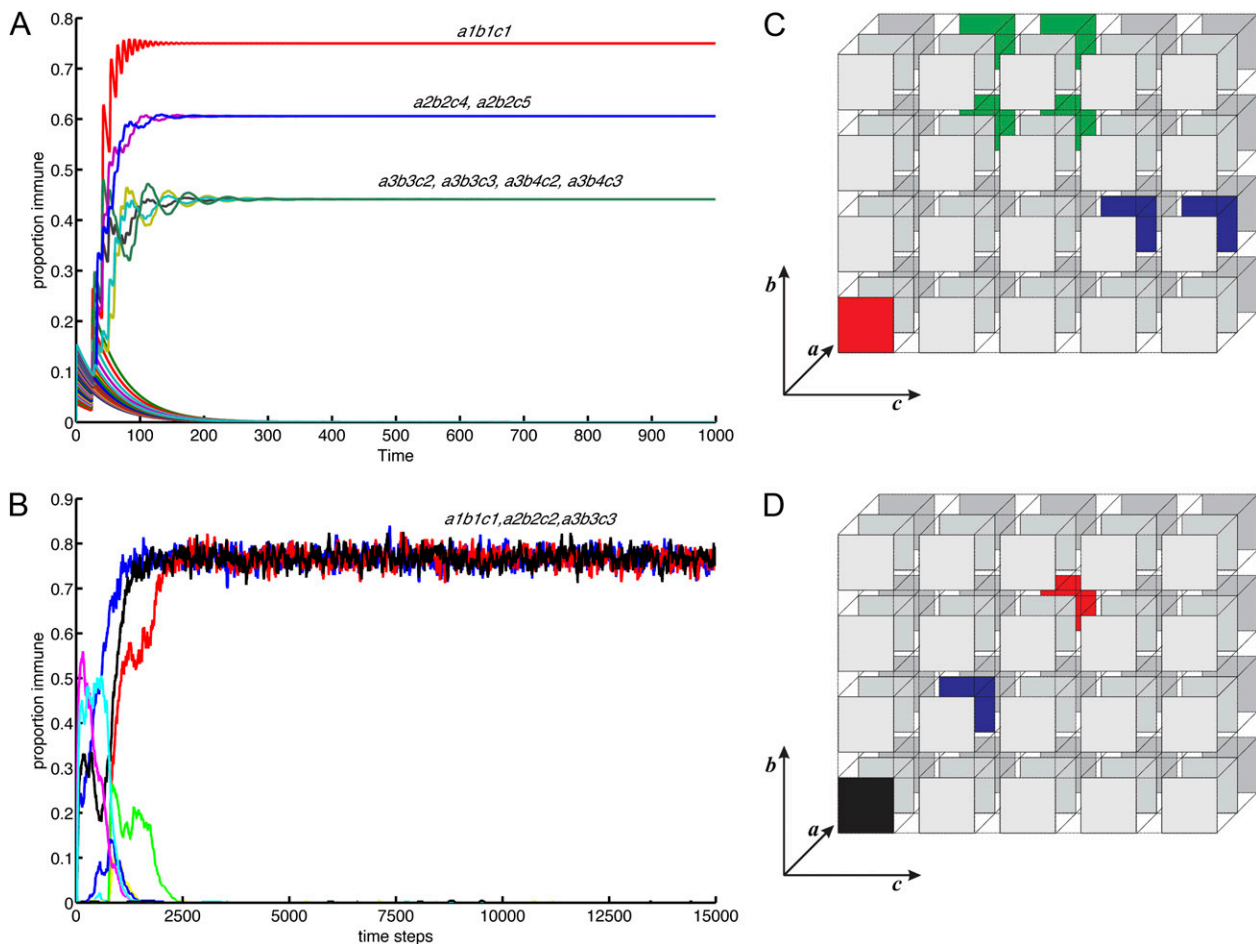 A
0.8
0.7
0.6
0.5
0.4
0.3
0.2
0.1
0
proportion immune
a1b1c1
a2b2c4, a2b2c5
a3b3c2, a3b3c3, a3b4c2, a3b4c3
0 100 200 300 400 500 600 700 800 900 1000
Time
C
b
a
c
B
0.9
0.8
0.7
0.6
0.5
0.4
0.3
0.2
0.1
0
proportion immune
a1b1c1,a2b2c2,a3b3c3
0 2500 5000 7500 10000 12500 15000
time steps
D
b
a
c